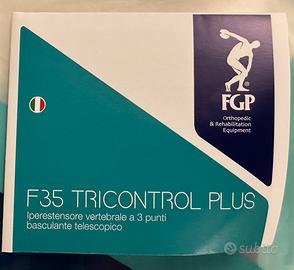 FGP
Orthopedic
& Rehabilitation
Equipment
F35 TRICONTROL PLUS
Iperestensore vertebrale a 3 punti
basculante telescopico
subito